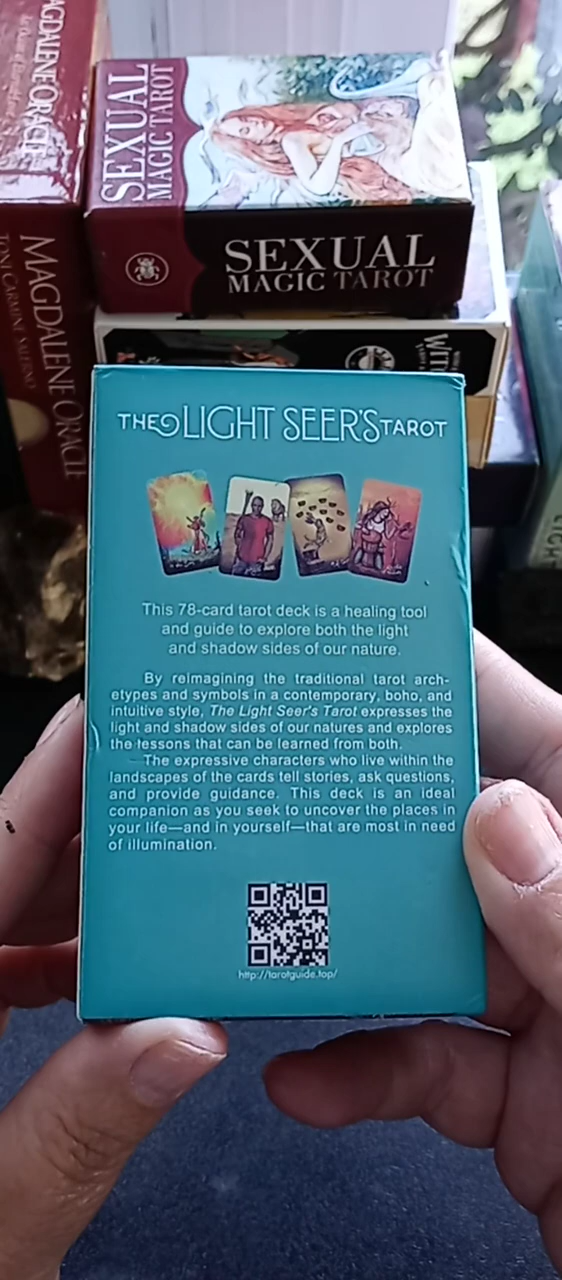 MAGDALENE ORACLE
SEXUAL
MAGIC TAROT
SEXUAL
MAGIC TAROT
MAGDALENE ORACLE
TONI CARMINE SALERNO
THE LIGHT SEER'S TAROT
This 78-card tarot deck is a healing tool
and guide to explore both the light
and shadow sides of our nature.
By reimagining the traditional tarot arch-
etypes and symbols in a contemporary, boho, and
intuitive style, The Light Seer's Tarot expresses the
light and shadow sides of our natures and explores
the lessons that can be learned from both.
The expressive characters who live within the
landscapes of the cards tell stories, ask questions,
and provide guidance. This deck is an ideal
companion as you seek to uncover the places in
your life—and in yourself—that are most in need
of illumination.
http://tarotguide.top/